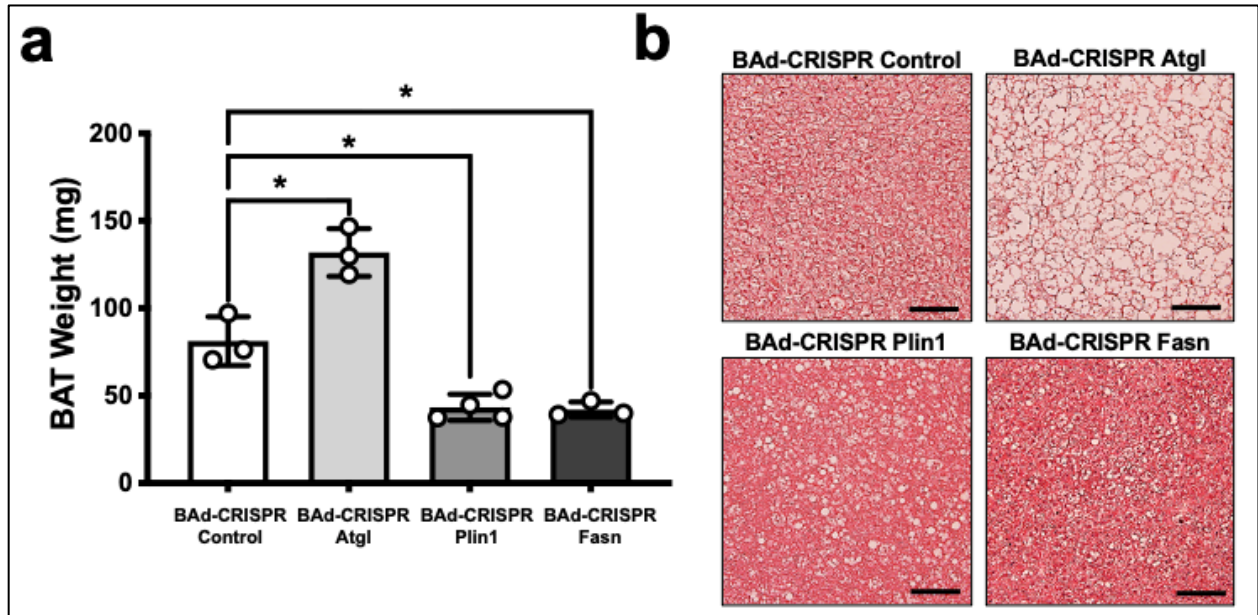 a
*
*
*
200
150
100
50
0
BAT Weight (mg)
BAd-CRISPR Control
BAd-CRISPR Atgl
BAd-CRISPR Plin1
BAd-CRISPR Fasn
b
BAd-CRISPR Control
BAd-CRISPR Atgl
BAd-CRISPR Plin1
BAd-CRISPR Fasn